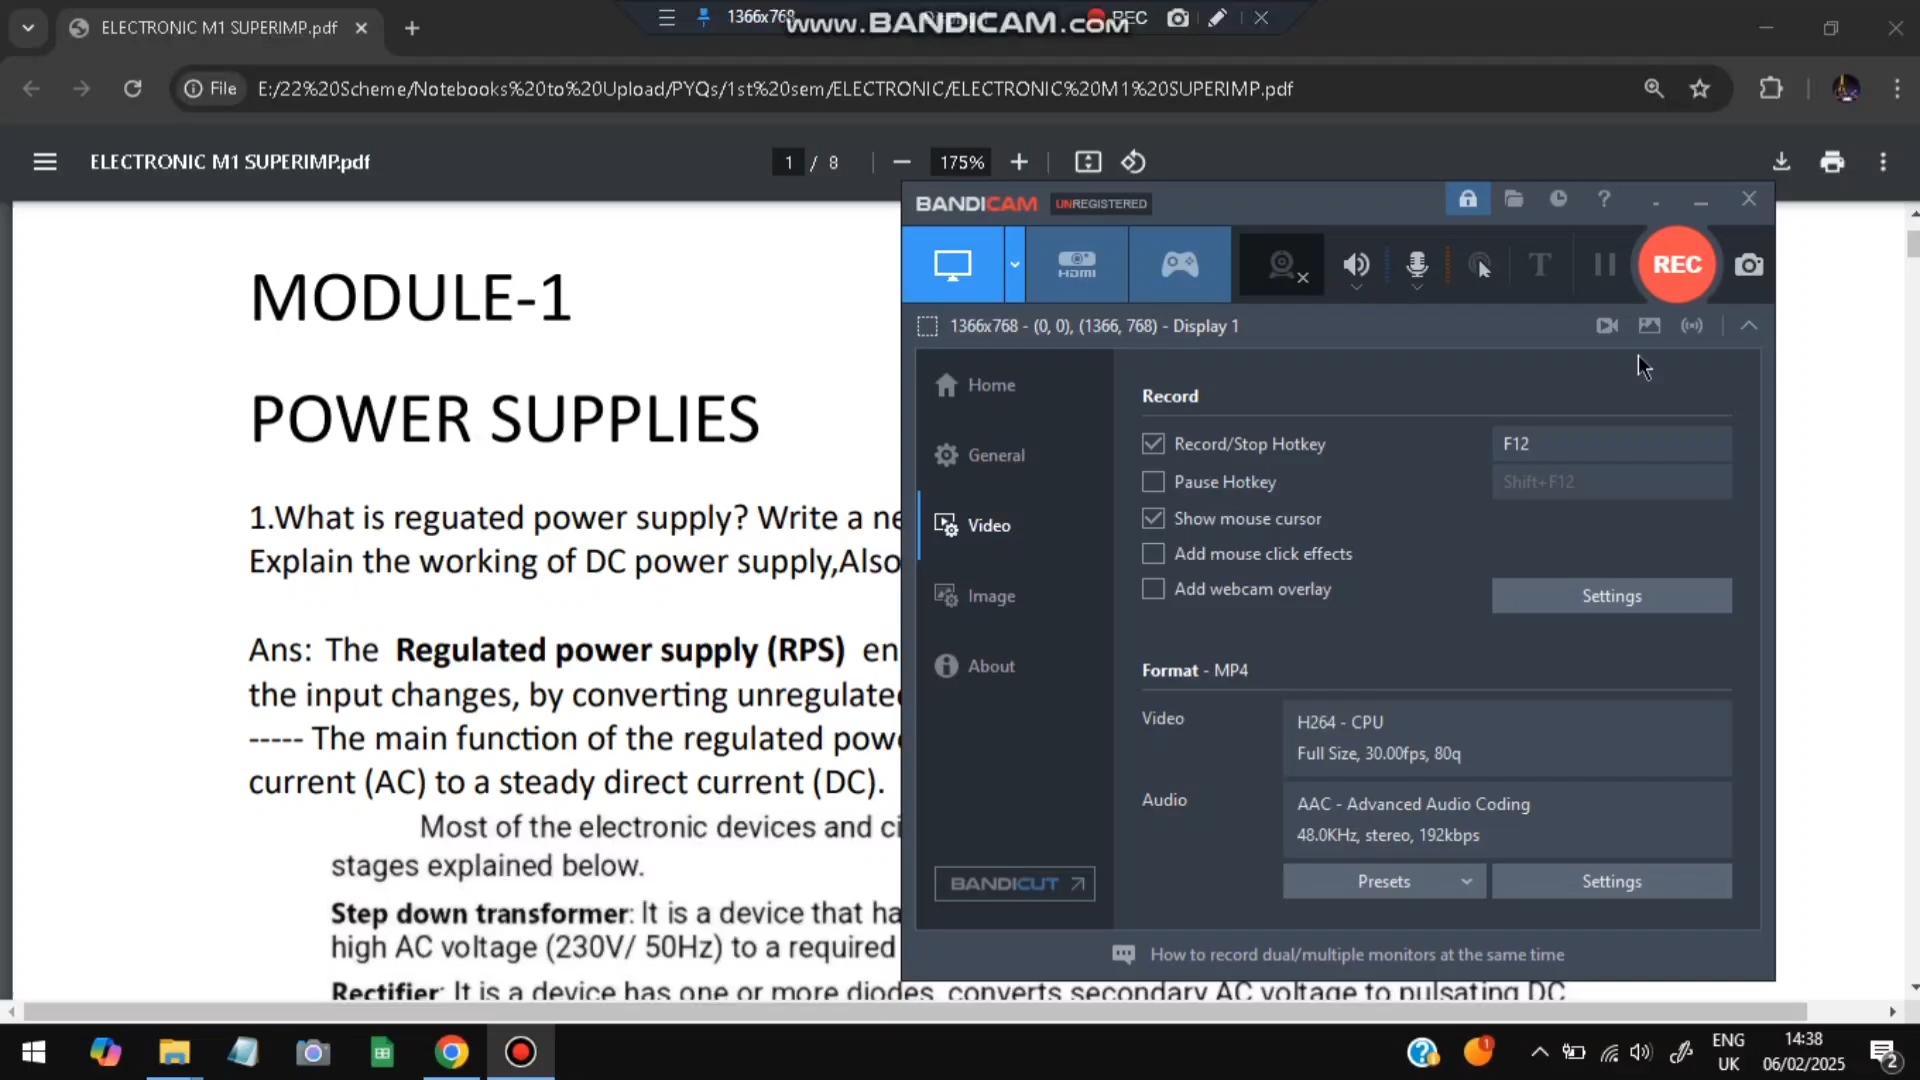 ELECTRONIC M1 SUPERIMP.pdf
1366x768
REC
www.BANDICAM.com
File
E:/22%20Scheme/Notebooks%20to%20Upload/PYQs/1st%20sem/ELECTRONIC/ELECTRONIC%20M1%20SUPERIMP.pdf
ELECTRONIC M1 SUPERIMP.pdf
1 / 8
175%
MODULE-1
POWER SUPPLIES
1.What is reguated power supply? Write a ne
Explain the working of DC power supply,Also
Ans: The Regulated power supply (RPS) en
the input changes, by converting unregulate
----- The main function of the regulated pow
current (AC) to a steady direct current (DC).
Most of the electronic devices and ci
stages explained below.
Step down transformer: It is a device that ha
high AC voltage (230V/ 50Hz) to a required
Rectifier: It is a device has one or more diodes, converts secondary AC voltage to pulsating DC
BANDICAM UNREGISTERED
?
HDMI
T
REC
1366x768 - (0, 0), (1366, 768) - Display 1
Home
General
Video
Image
About
BANDICUT
Record
Record/Stop Hotkey
F12
Pause Hotkey
Shift+F12
Show mouse cursor
Add mouse click effects
Add webcam overlay
Settings
Format - MP4
Video
H264 - CPU
Full Size, 30.00fps, 80q
Audio
AAC - Advanced Audio Coding
48.0KHz, stereo, 192kbps
Presets
Settings
How to record dual/multiple monitors at the same time
1
ENG
UK
14:38
06/02/2025
2